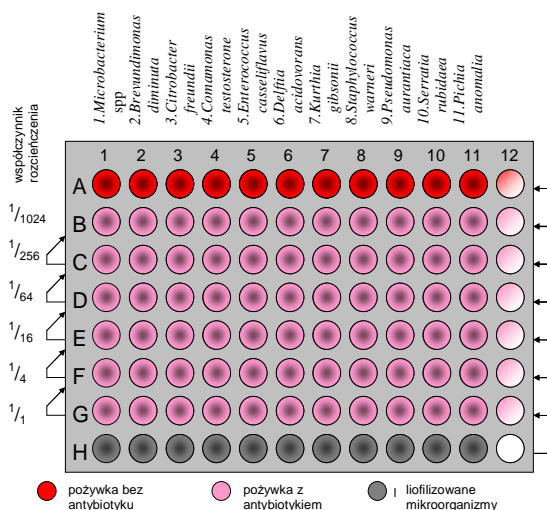 1.Microbacterium
spp
2.Brevundimonas
diminuta
3.Citrobacter
freundii
4.Comamonas
testosterone
5.Enterococcus
casseliflavus
6.Delftia
acidovorans
7.Kurthia
gibsonii
8.Staphylococcus
warneri
9.Pseudomonas
aurantiaca
10.Serratia
rubidaea
11.Pichia
anomdia
współczynnik
rozcieńczenia
1 2 3 4 5 6 7 8 9 10 11 12
A
1/1024 B
1/256 C
1/64 D
1/16 E
1/4 F
1/1 G
H
pożywka bez
antybiotyku
pożywka z
antybiotykiem
l liofilizowane
mikroorganizmy